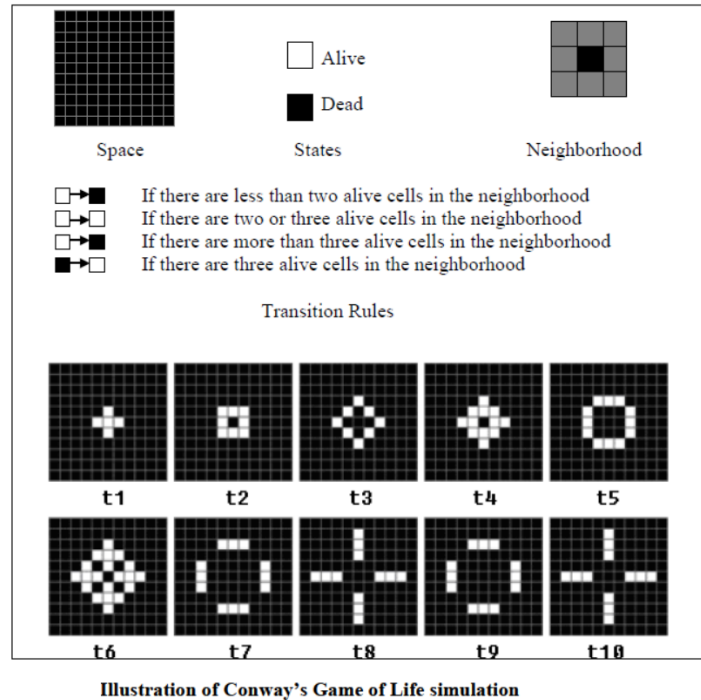 Alive
Dead
Space
States
Neighborhood
If there are less than two alive cells in the neighborhood
If there are two or three alive cells in the neighborhood
If there are more than three alive cells in the neighborhood
If there are three alive cells in the neighborhood
Transition Rules
t1 t2 t3 t4 t5
t6 t7 t8 t9 t10
Illustration of Conway's Game of Life simulation